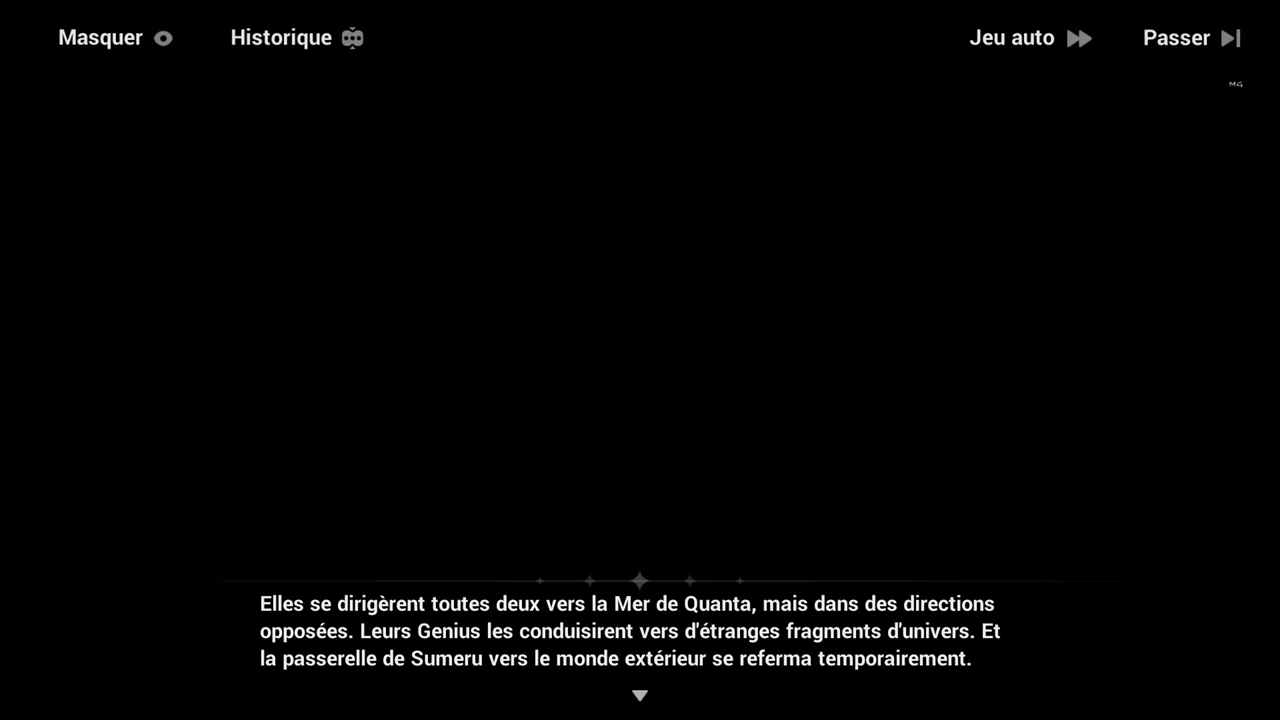 Masquer
Historique
Jeu auto
Passer
MG
Elles se dirigèrent toutes deux vers la Mer de Quanta, mais dans des directions
opposées. Leurs Genius les conduisirent vers d'étranges fragments d'univers. Et
la passerelle de Sumeru vers le monde extérieur se referma temporairement.